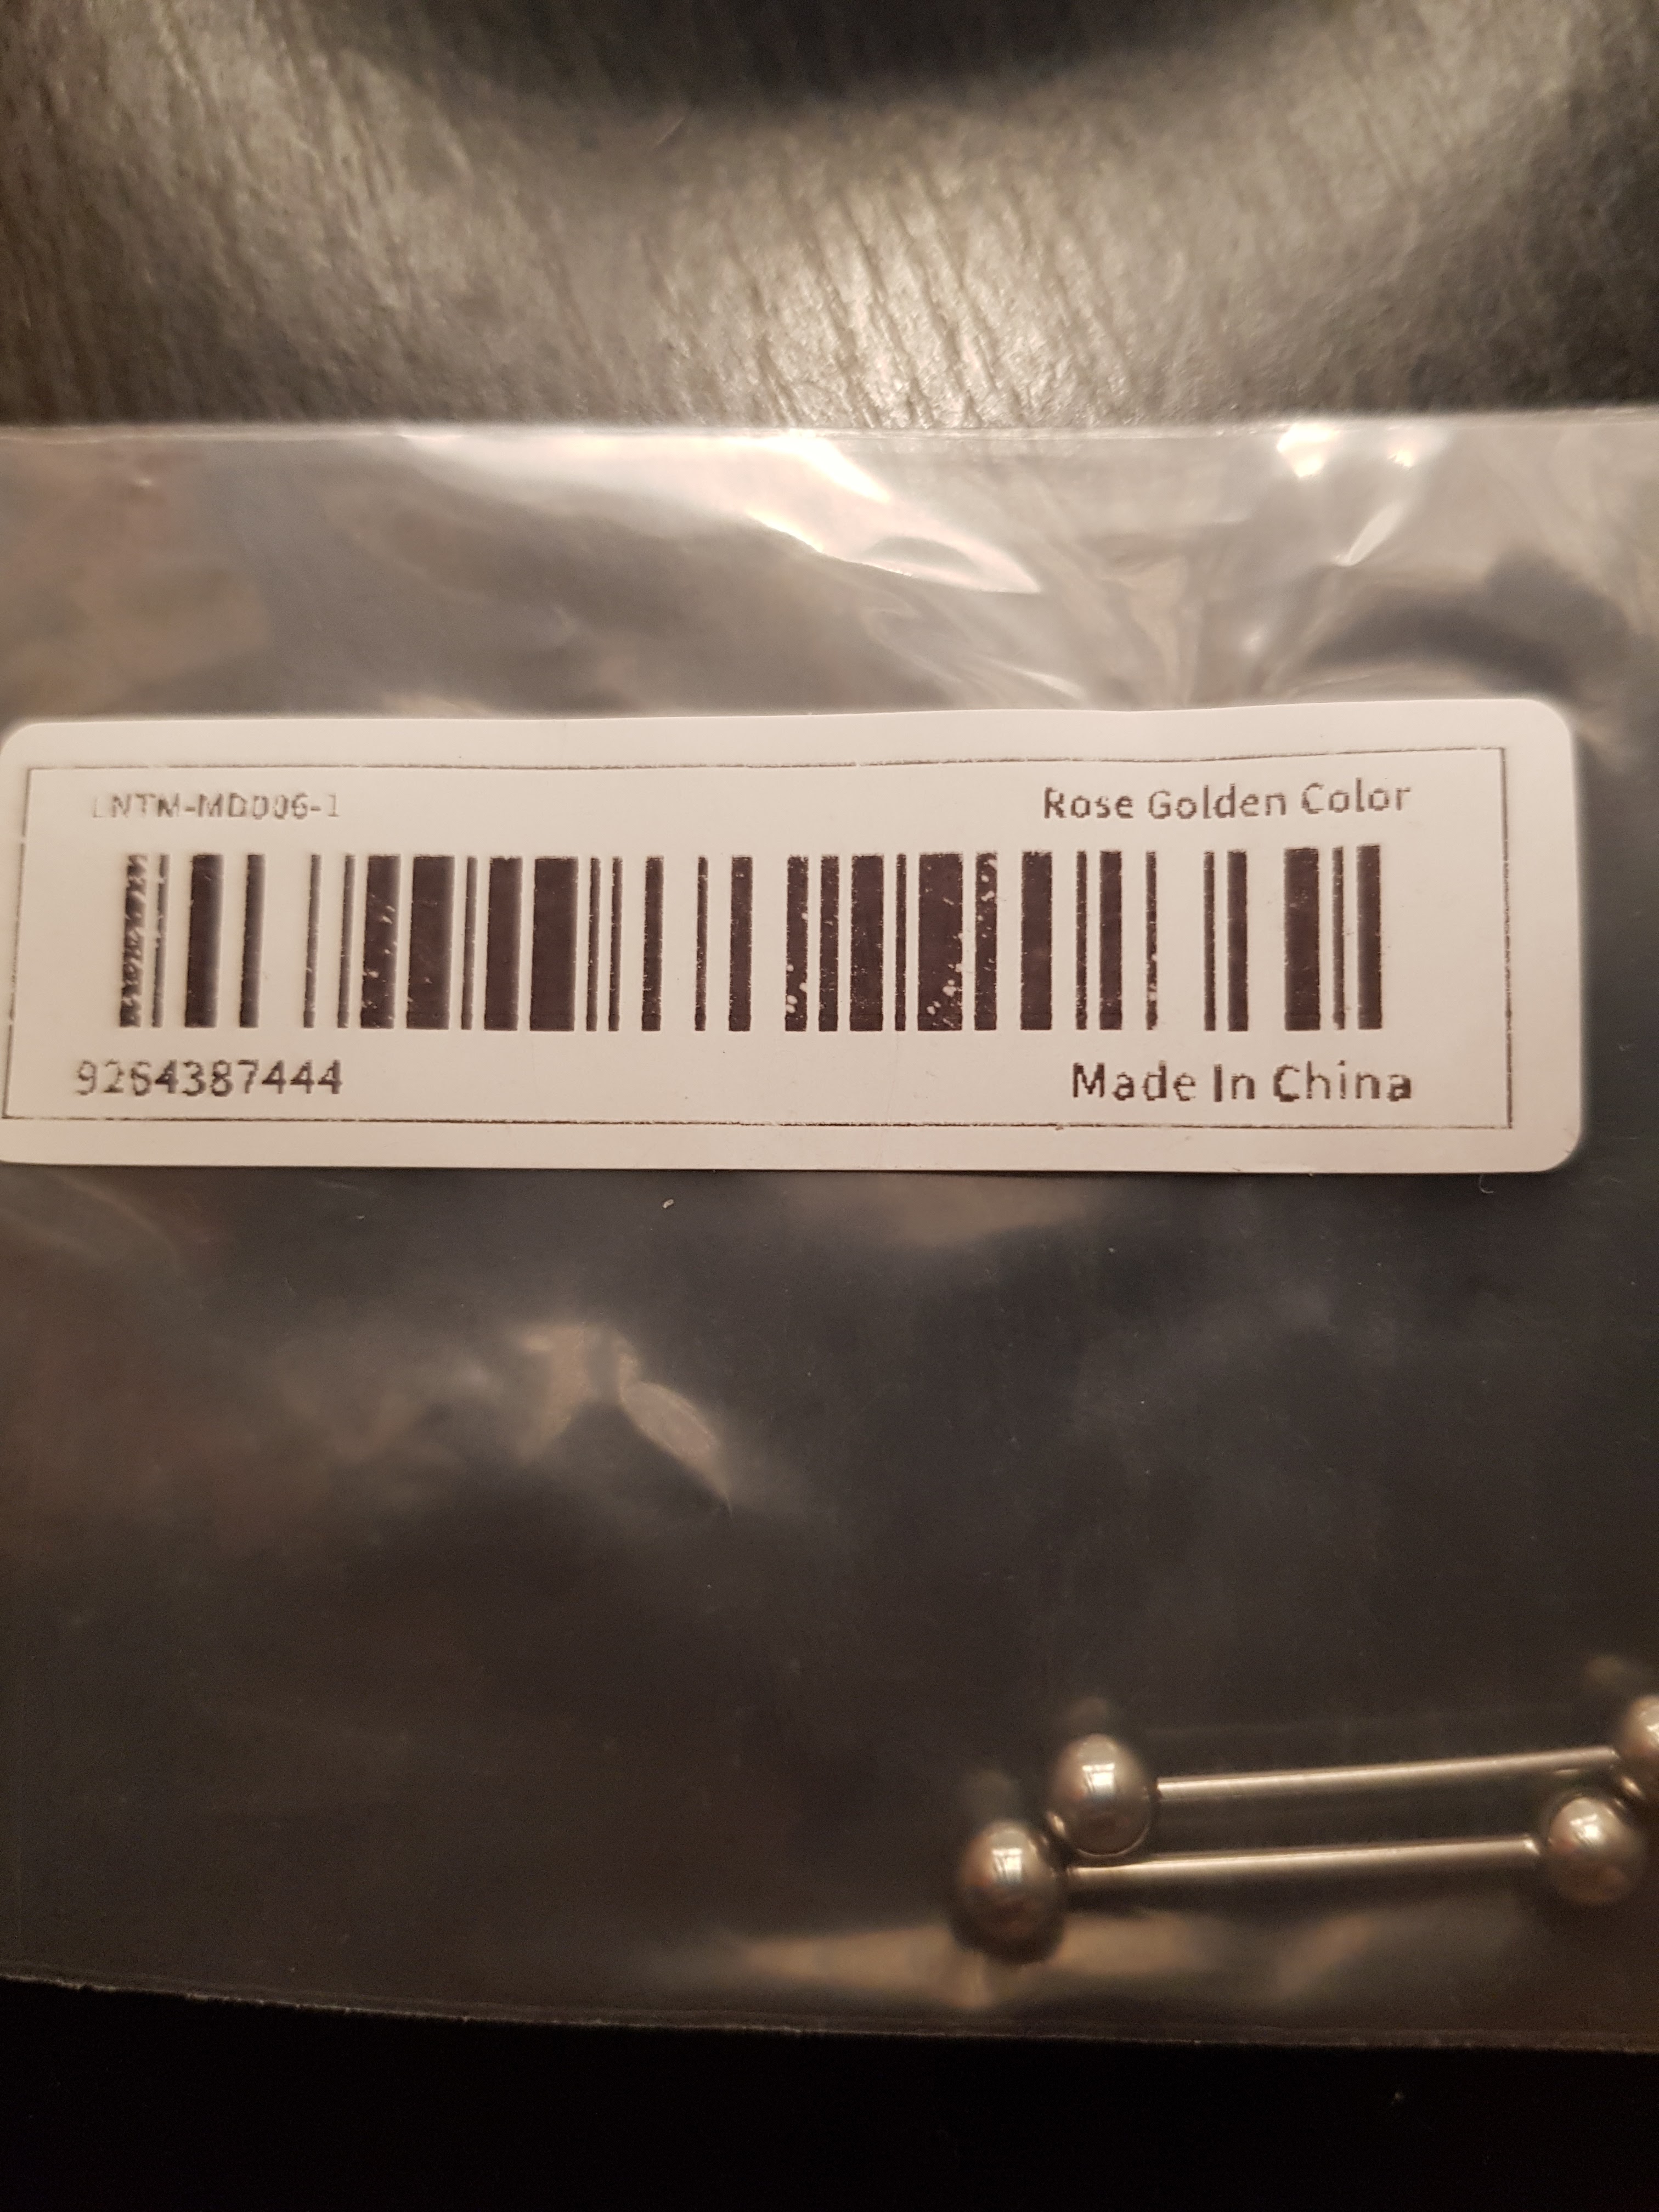 LNTM-MD006-1
Rose Golden Color
9264387444
Made In China